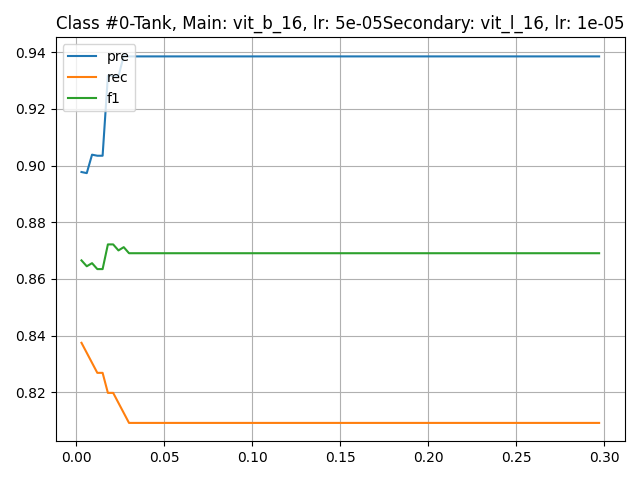 Class #0-Tank, Main: vit_b_16, lr: 5e-05Secondary: vit_l_16, lr: 1e-05
0.94
0.92
0.90
0.88
0.86
0.84
0.82
pre
rec
f1
0.00 0.05 0.10 0.15 0.20 0.25 0.30